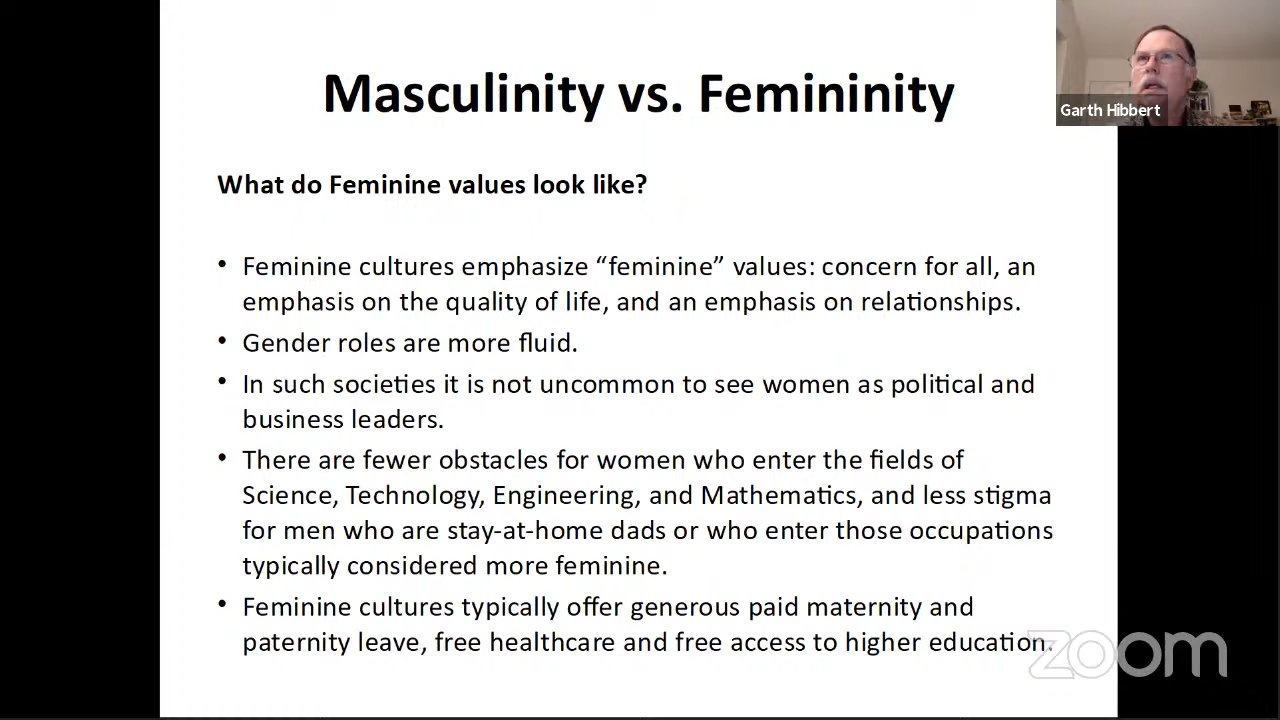 Masculinity vs. Femininity
Garth Hibbert
What do Feminine values look like?
• Feminine cultures emphasize “feminine” values: concern for all, an
emphasis on the quality of life, and an emphasis on relationships.
• Gender roles are more fluid.
• In such societies it is not uncommon to see women as political and
business leaders.
• There are fewer obstacles for women who enter the fields of
Science, Technology, Engineering, and Mathematics, and less stigma
for men who are stay-at-home dads or who enter those occupations
typically considered more feminine.
• Feminine cultures typically offer generous paid maternity and
paternity leave, free healthcare and free access to higher education.
zoom